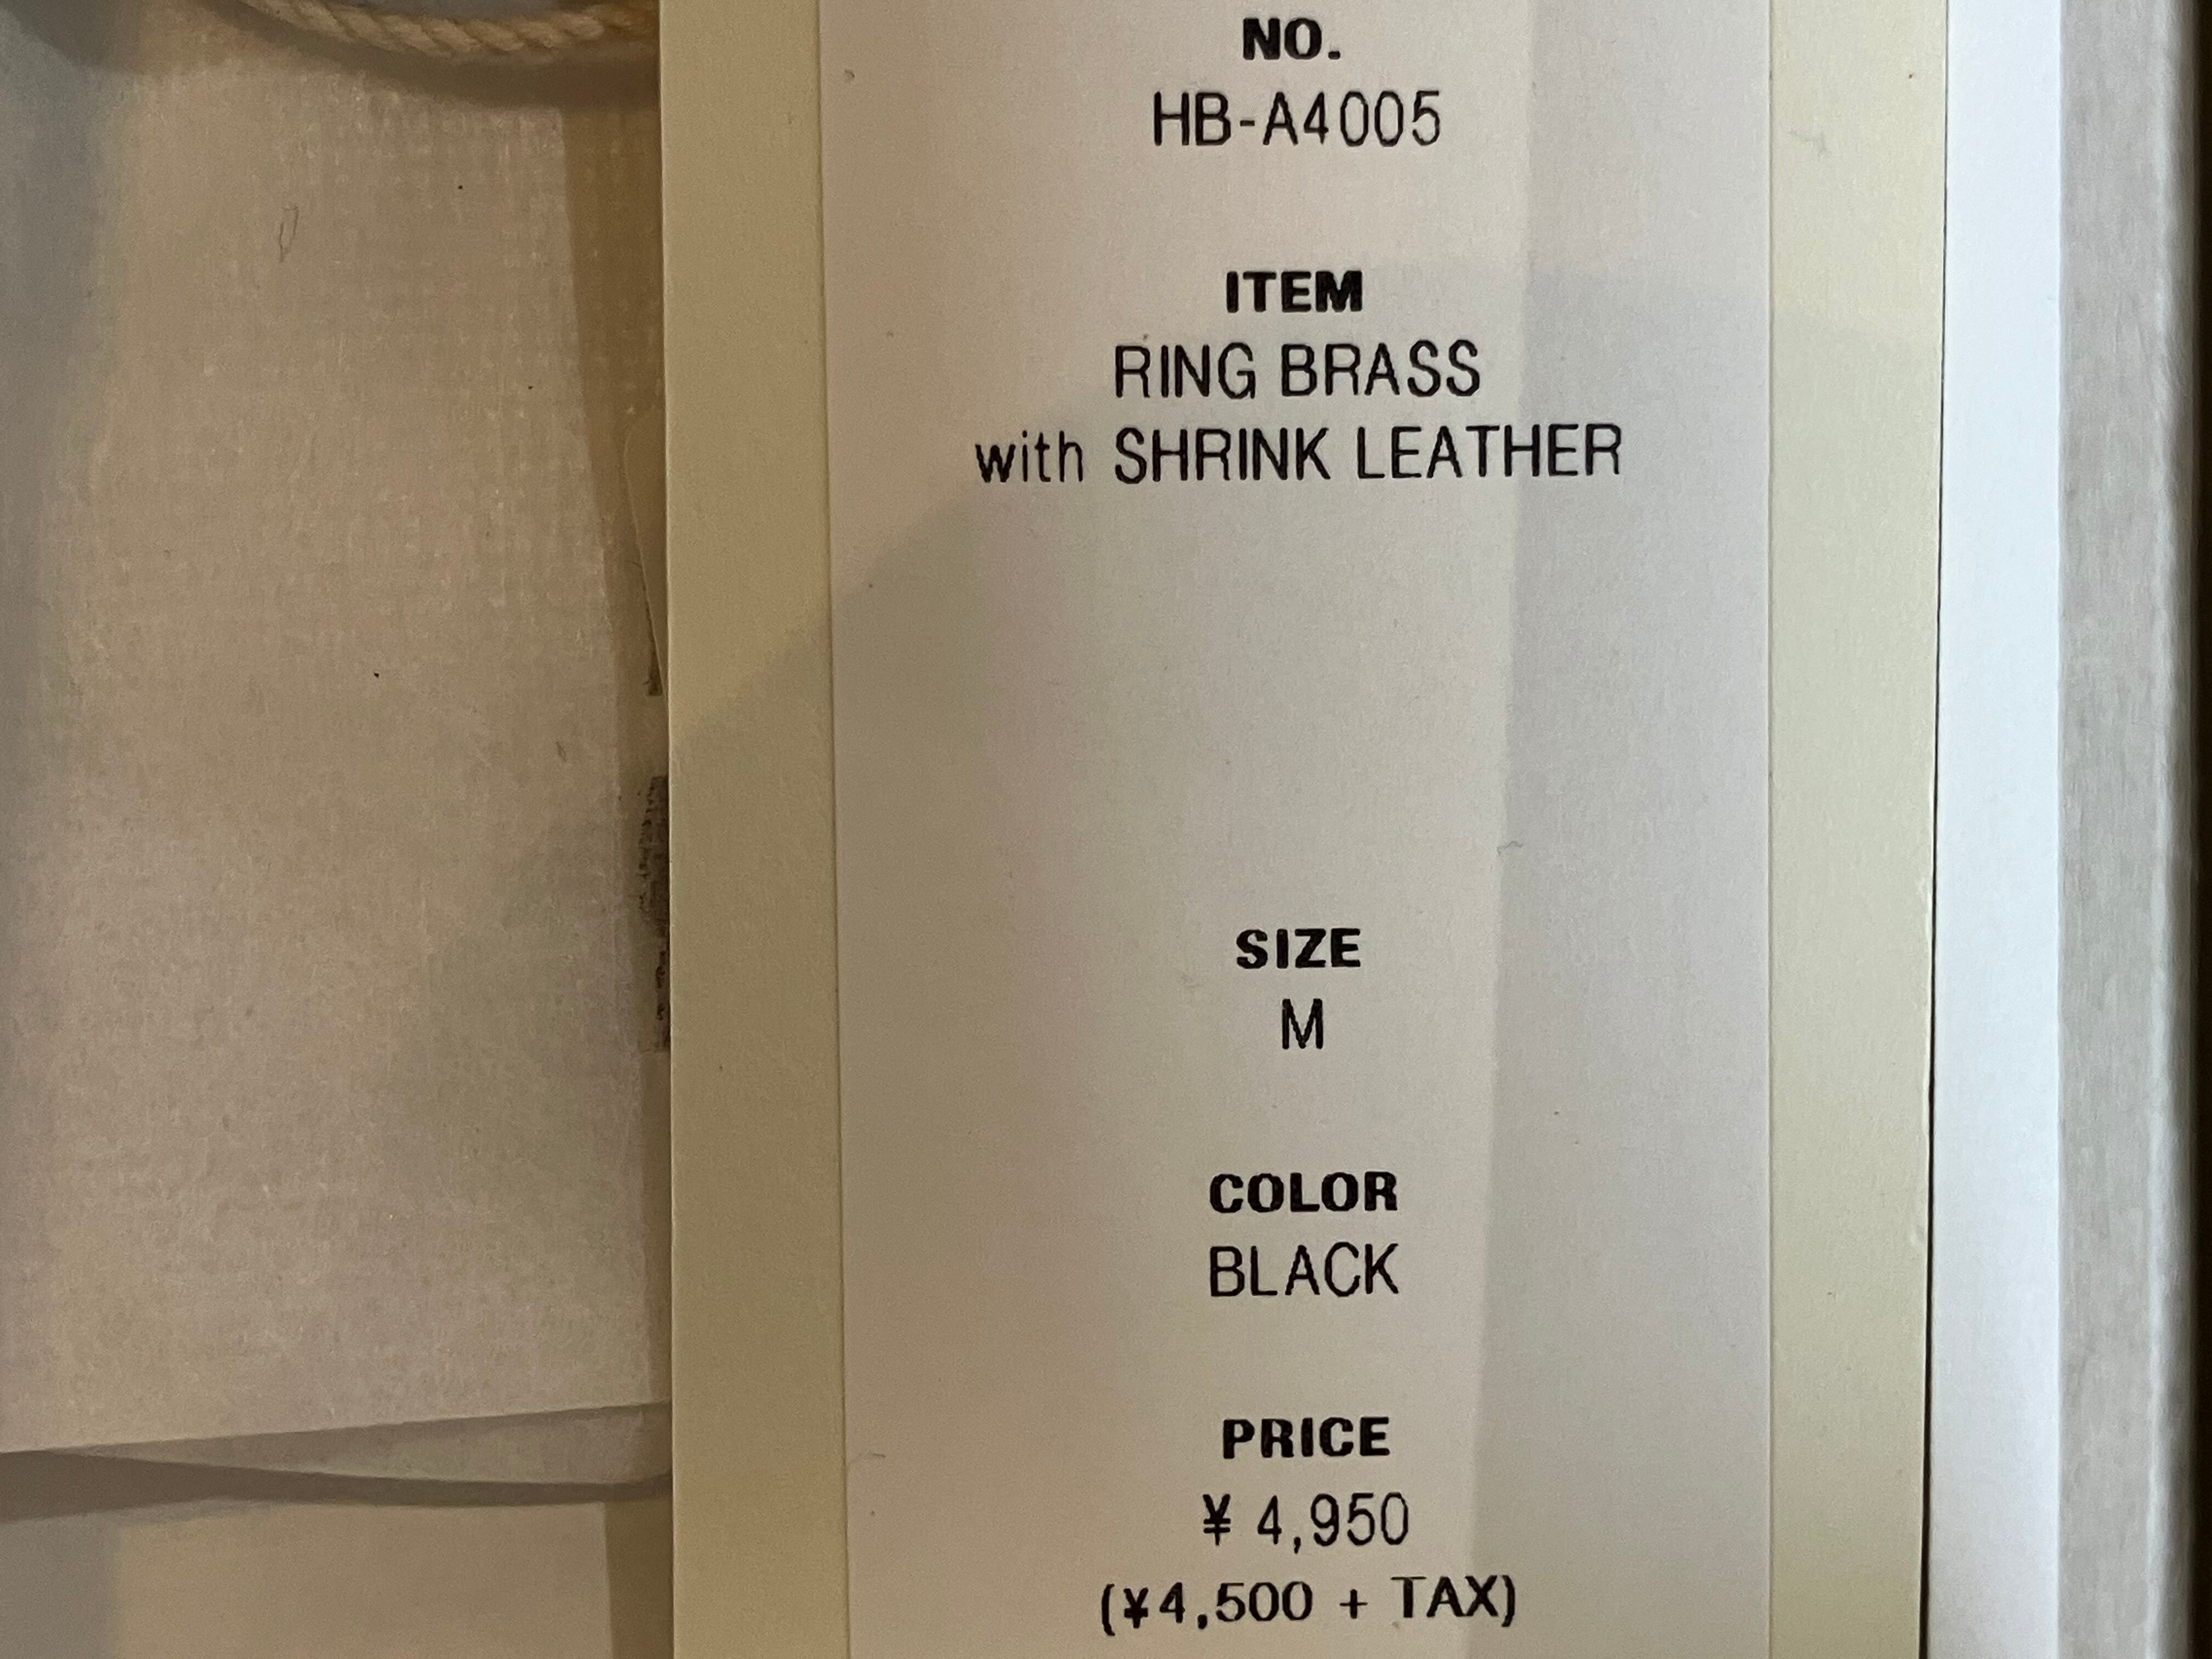 NO.
HB-A4005
ITEM
RING BRASS
with SHRINK LEATHER
SIZE
M
COLOR
BLACK
PRICE
¥ 4,950
(¥4,500 + TAX)